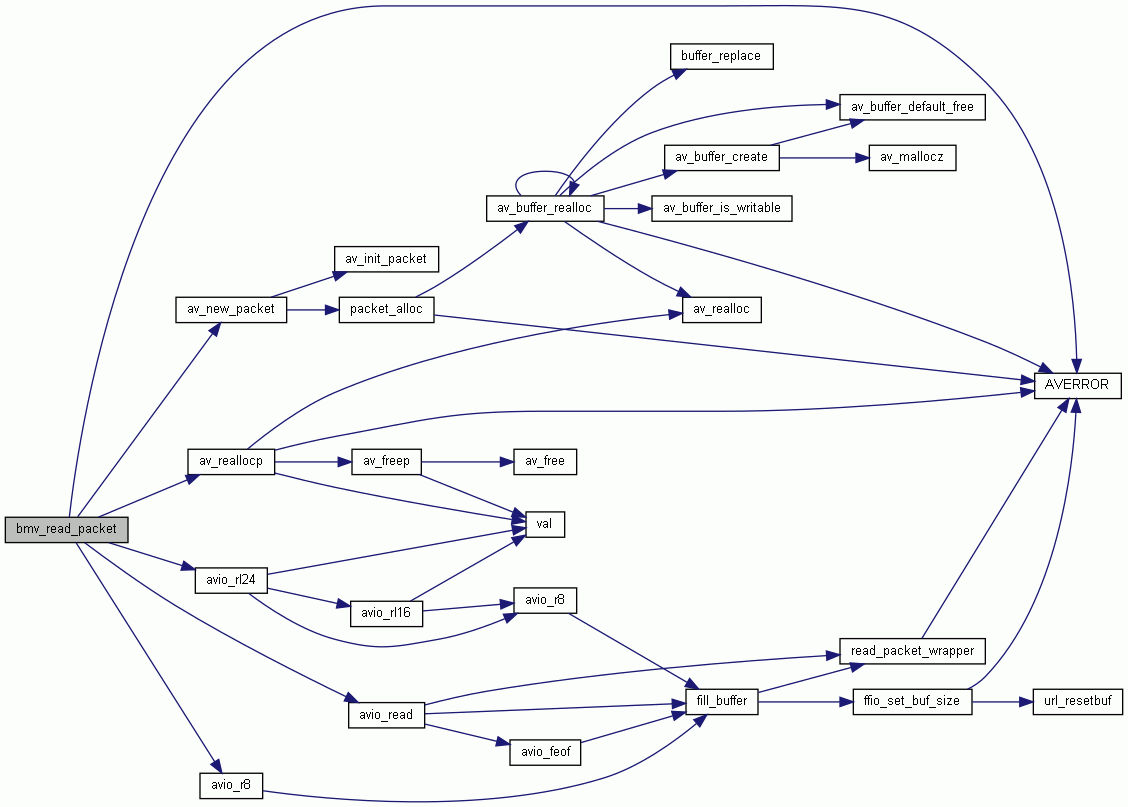 buffer_replace
av_buffer_default_free
av_buffer_create
av_mallocz
av_buffer_realloc
av_buffer_is_writable
av_init_packet
av_new_packet
packet_alloc
av_realloc
AVERROR
av_reallocp
av_freep
av_free
bmv_read_packet
val
avio_rl24
avio_rl16
avio_r8
read_packet_wrapper
avio_read
fill_buffer
ffio_set_buf_size
url_resetbuf
avio_feof
avio_r8